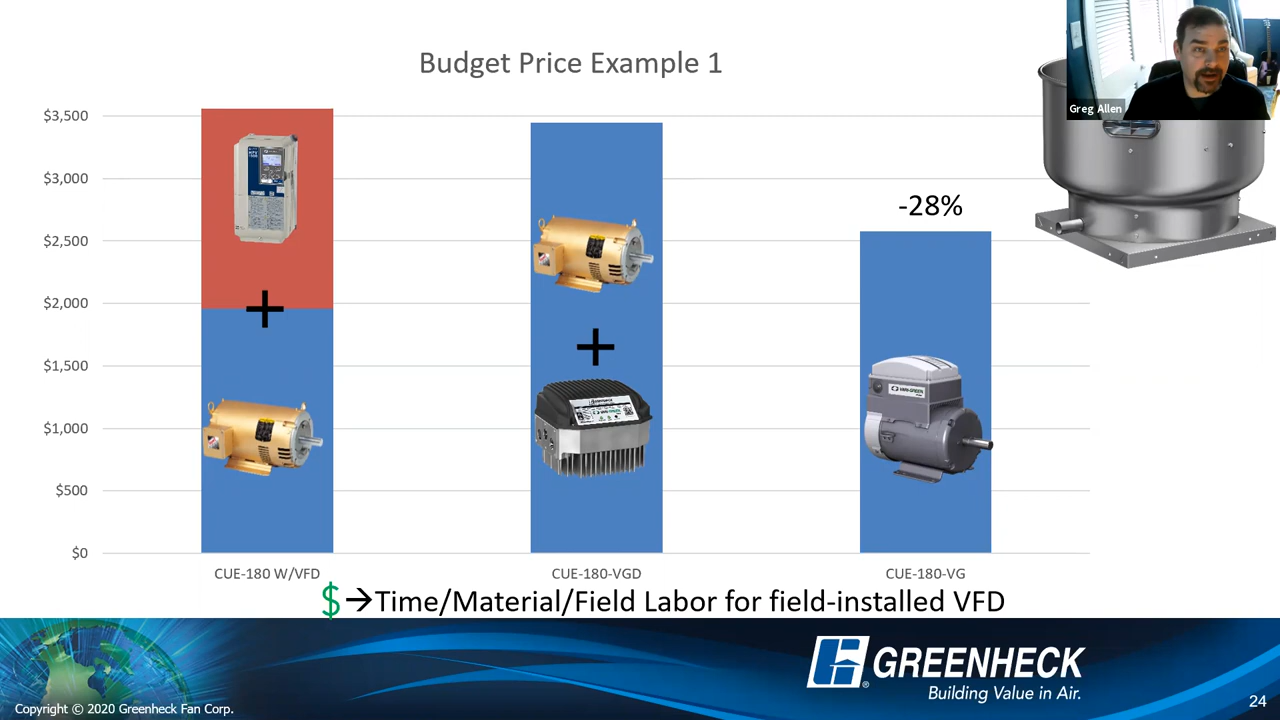 Budget Price Example 1
Greg Allen
$3,500
$3,000
$2,500
$2,000
$1,500
$1,000
$500
$0
-28%
CUE-180 W/VFD
CUE-180-VGD
CUE-180-VG
$→Time/Material/Field Labor for field-installed VFD
GREENHECK
Building Value in Air.
Copyright © 2020 Greenheck Fan Corp.
24